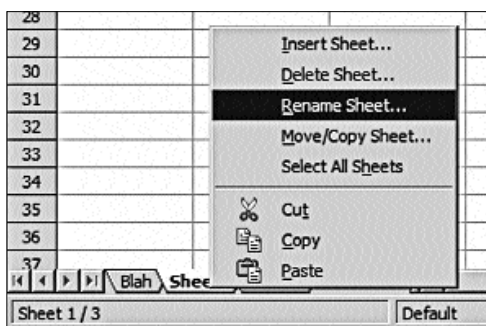 28
29
30
31
32
33
34
35
36
37
Insert Sheet...
Delete Sheet...
Rename Sheet...
Move/Copy Sheet...
Select All Sheets
Cut
Copy
Paste
Blah Shee
Sheet 1 / 3 Default